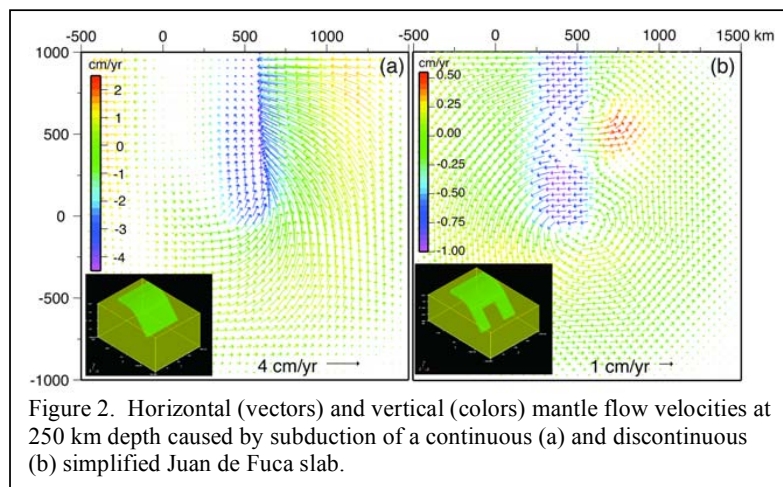 -500 0 500 1000 -500 0 500 1000 1500 km
1000
500
0
-500
-1000
cm/yr
2
1
0
-1
-2
-3
-4
(a)
4 cm/yr
cm/yr
0.50
0.25
0.00
-0.25
-0.50
-0.75
-1.00
(b)
1 cm/yr
Figure 2. Horizontal (vectors) and vertical (colors) mantle flow velocities at
250 km depth caused by subduction of a continuous (a) and discontinuous
(b) simplified Juan de Fuca slab.